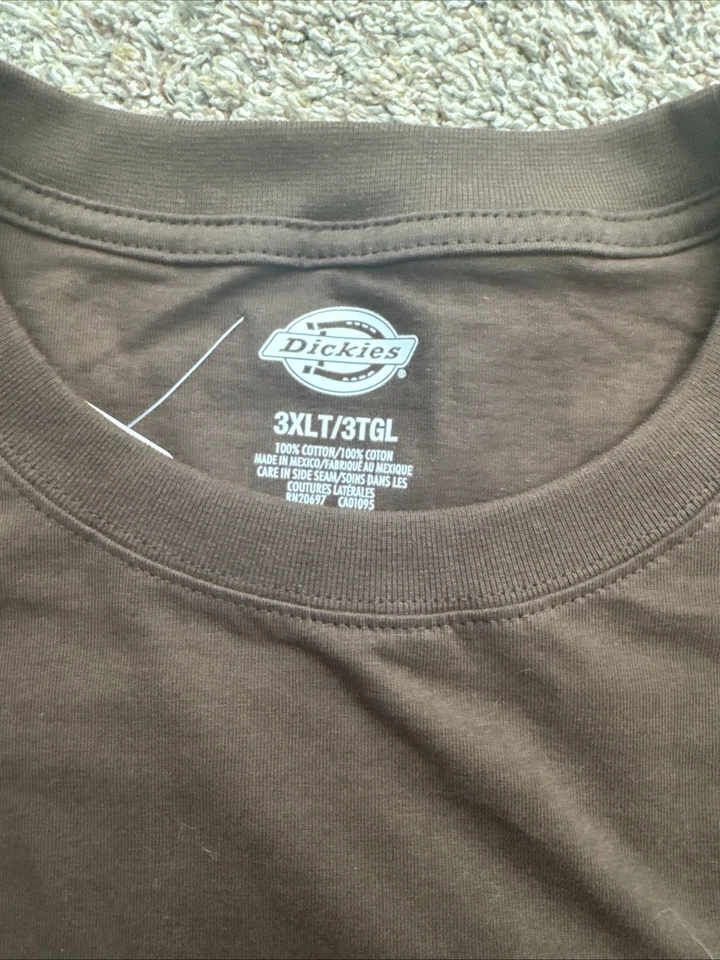 Dickies®
3XLT/3TGL
100% COTTON/100% COTON
MADE IN MEXICO/FABRIQUÉ AU MEXIQUE
CARE IN SIDE SEAM/SOINS DANS LES
COUTURES LATÉRALES
RN20697 CA01095